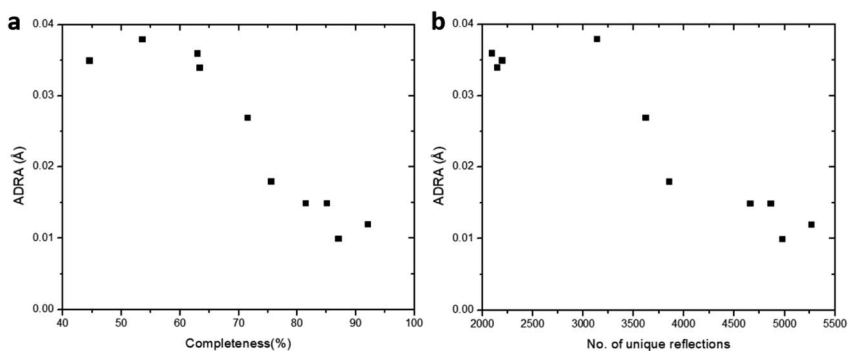 a
ADRA (Å)
0.04
0.03
0.02
0.01
0.00
40 50 60 70 80 90 100
Completeness(%)
b
ADRA (Å)
0.04
0.03
0.02
0.01
0.00
2000 2500 3000 3500 4000 4500 5000 5500
No. of unique reflections